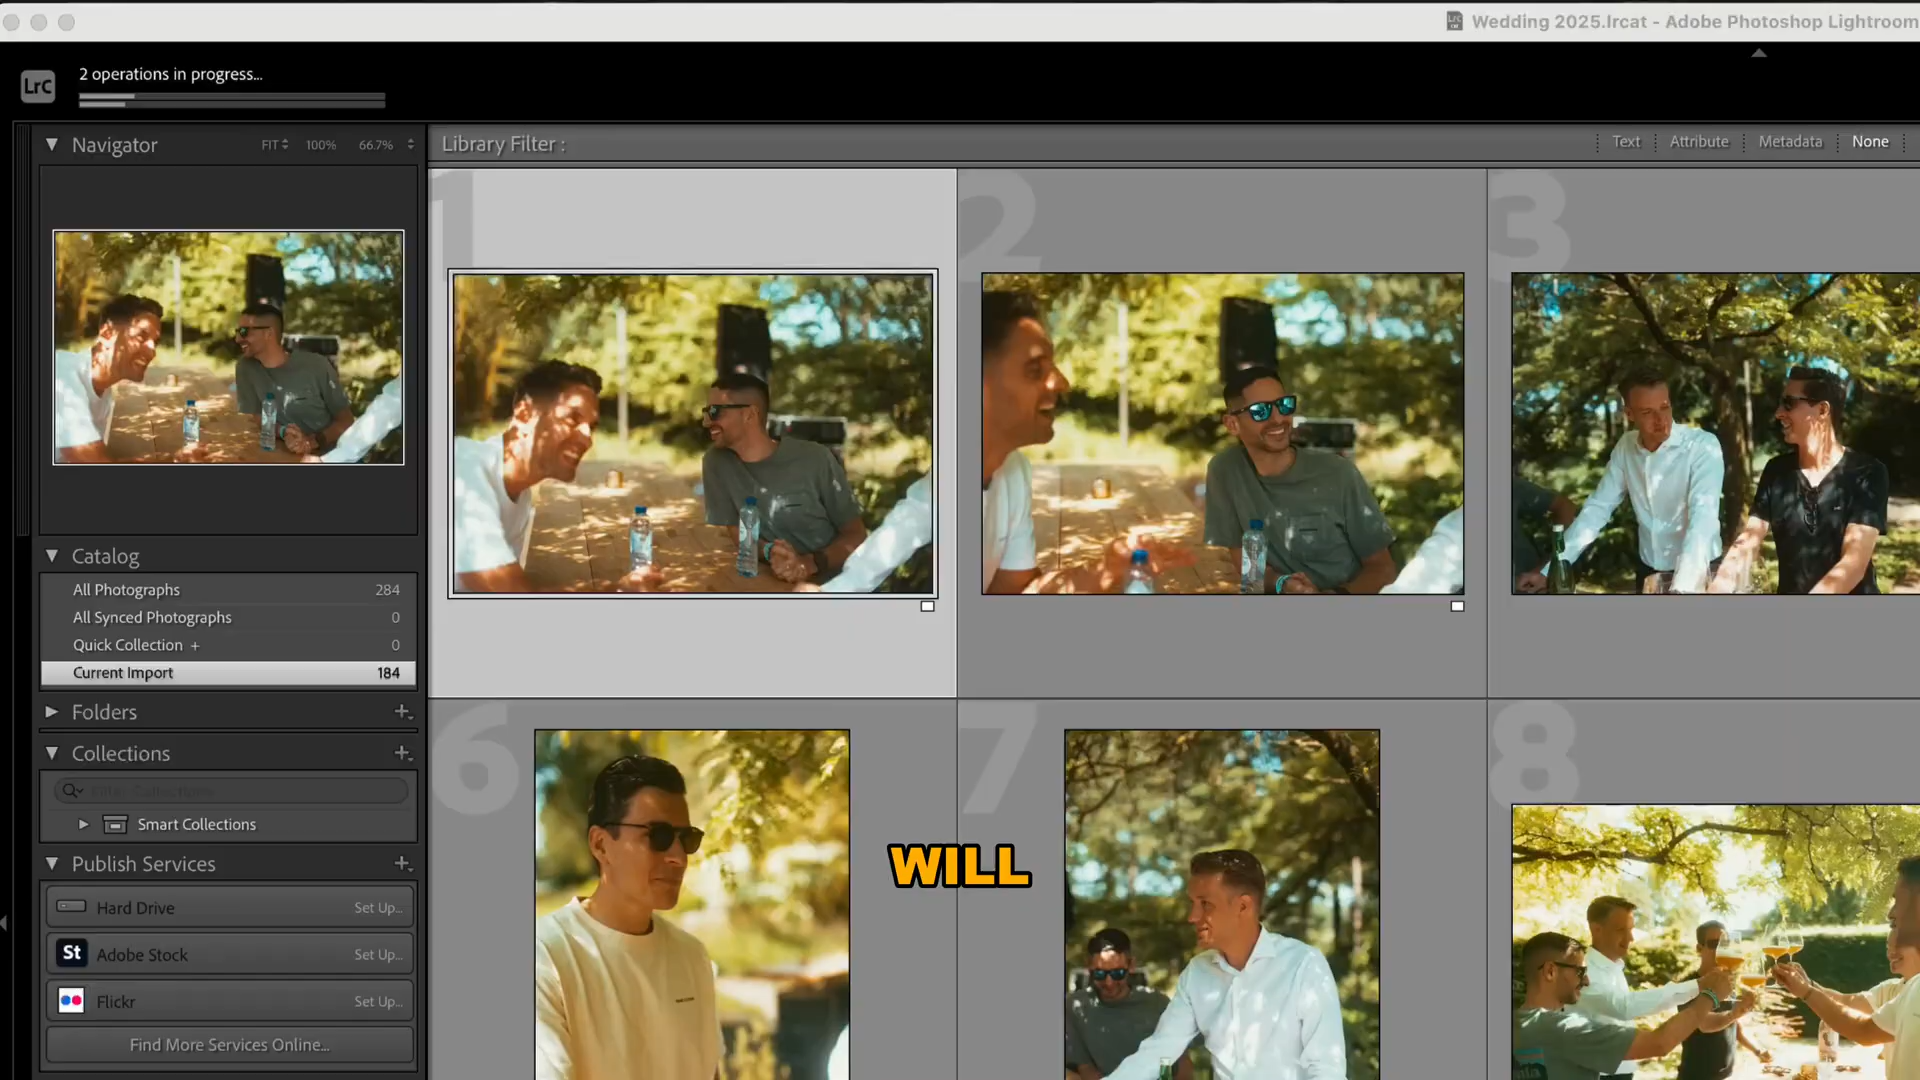 Wedding 2025.lrcat - Adobe Photoshop Lightroom
LrC
2 operations in progress...
Navigator
FIT
100%
66.7%
Library Filter :
Text
Attribute
Metadata
None
1
2
3
Catalog
All Photographs 284
All Synced Photographs 0
Quick Collection + 0
Current Import 184
Folders
Collections
Filter Collections
Smart Collections
6
7
8
WILL
Publish Services
Hard Drive Set Up...
St Adobe Stock Set Up...
Flickr Set Up...
Find More Services Online...